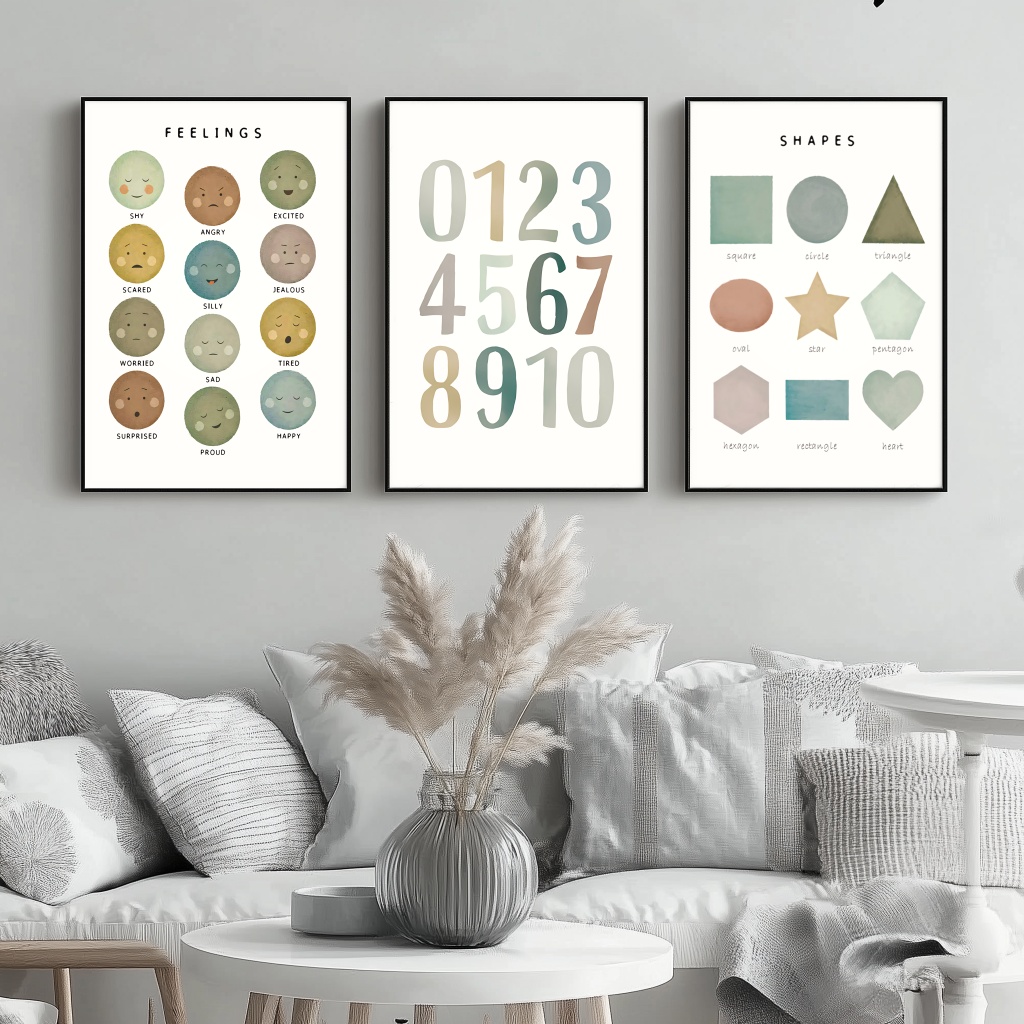 FEELINGS
SHY
ANGRY
EXCITED
SCARED
SILLY
JEALOUS
WORRIED
SAD
TIRED
SURPRISED
PROUD
HAPPY
0123
4567
8910
SHAPES
square circle triangle
oval star pentagon
hexagon rectangle heart